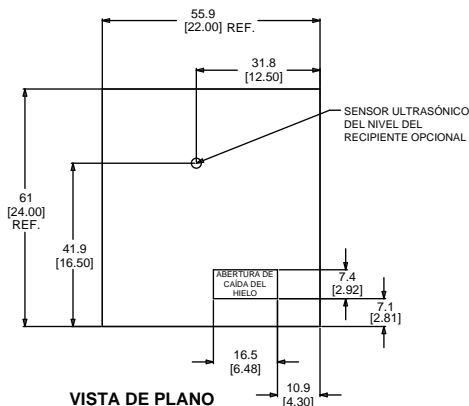 55.9
[22.00] REF.
31.8
[12.50]
SENSOR ULTRASÓNICO
DEL NIVEL DEL
RECIPIENTE OPCIONAL
61
[24.00]
REF.
41.9
[16.50]
ABERTURA DE
CAÍDA DEL
HIELO
7.4
[2.92]
7.1
[2.81]
16.5
[6.48]
10.9
[4.30]
VISTA DE PLANO